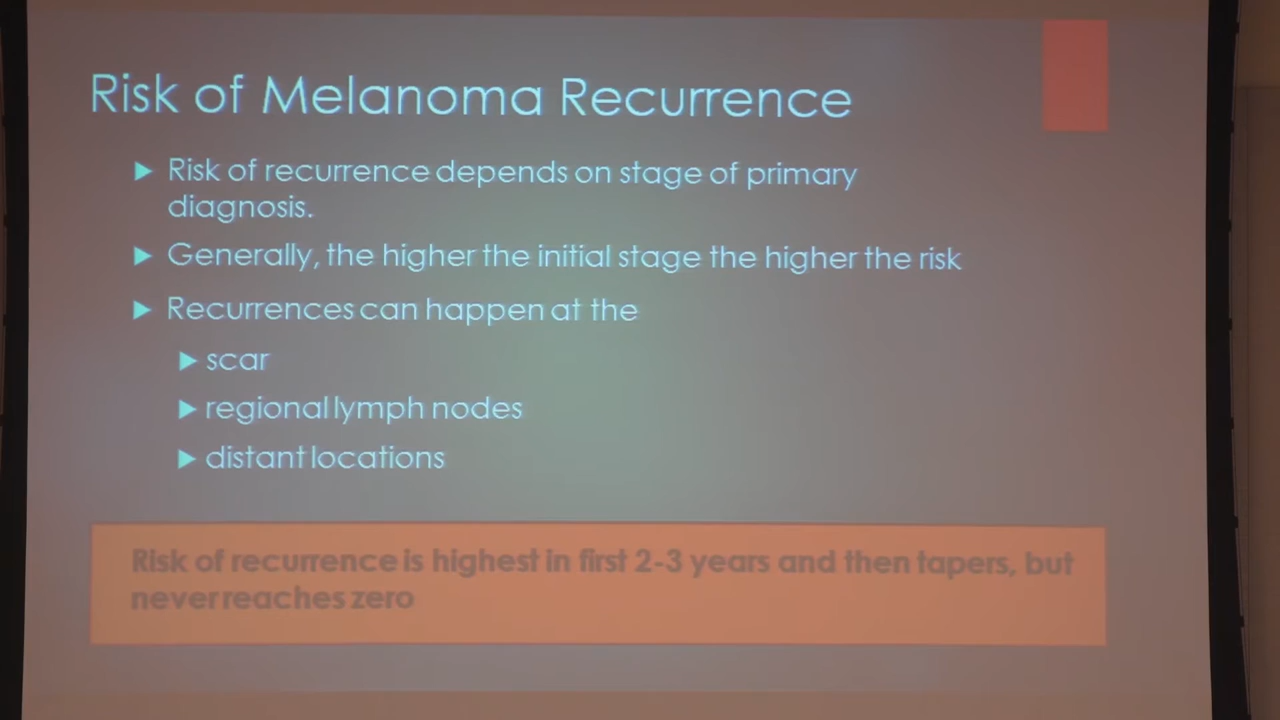 Risk of Melanoma Recurrence
Risk of recurrence depends on stage of primary
diagnosis.
Generally, the higher the initial stage the higher the risk
Recurrences can happen at the
scar
regional lymph nodes
distant locations
Risk of recurrence is highest in first 2-3 years and then tapers, but
never reaches zero